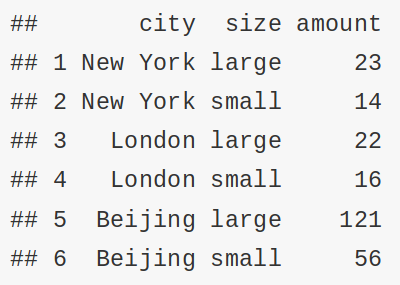 ##       city  size amount
## 1 New York large     23
## 2 New York small     14
## 3   London large     22
## 4   London small     16
## 5  Beijing large    121
## 6  Beijing small     56